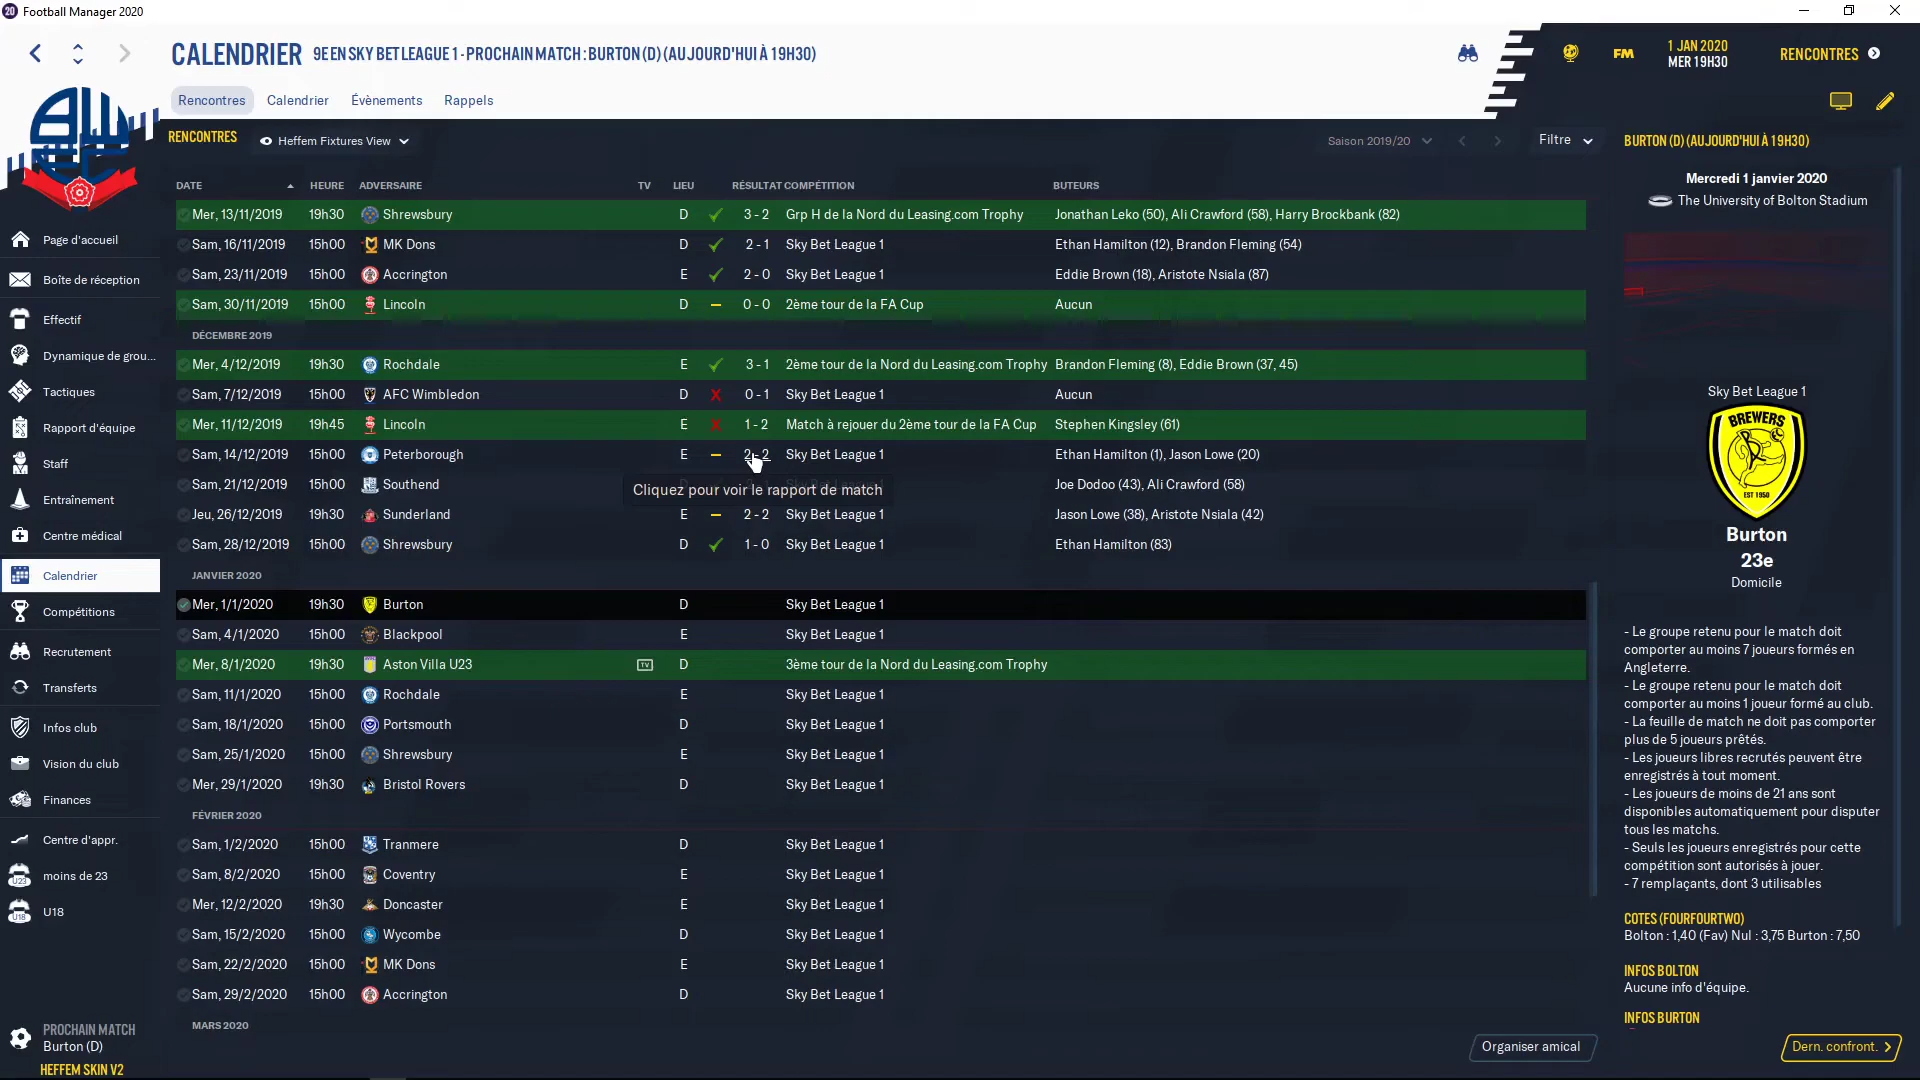 Football Manager 2020
CALENDRIER 9E EN SKY BET LEAGUE 1 - PROCHAIN MATCH : BURTON (D) (AUJOURD'HUI À 19H30)
FM
1 JAN 2020
MER 19H30
RENCONTRES
Rencontres Calendrier Évènements Rappels
RENCONTRES Heffem Fixtures View Saison 2019/20 Filtre
DATE HEURE ADVERSAIRE TV LIEU RÉSULTAT COMPÉTITION BUTEURS
Mer, 13/11/2019 19h30 Shrewsbury D 3 - 2 Grp H de la Nord du Leasing.com Trophy Jonathan Leko (50), Ali Crawford (58), Harry Brockbank (82)
Sam, 16/11/2019 15h00 MK Dons D 2 - 1 Sky Bet League 1 Ethan Hamilton (12), Brandon Fleming (54)
Sam, 23/11/2019 15h00 Accrington E 2 - 0 Sky Bet League 1 Eddie Brown (18), Aristote Nsiala (87)
Sam, 30/11/2019 15h00 Lincoln D 0 - 0 2ème tour de la FA Cup Aucun
DÉCEMBRE 2019
Mer, 4/12/2019 19h30 Rochdale E 3 - 1 2ème tour de la Nord du Leasing.com Trophy Brandon Fleming (8), Eddie Brown (37, 45)
Sam, 7/12/2019 15h00 AFC Wimbledon D 0 - 1 Sky Bet League 1 Aucun
Mer, 11/12/2019 19h45 Lincoln E 1 - 2 Match à rejouer du 2ème tour de la FA Cup Stephen Kingsley (61)
Sam, 14/12/2019 15h00 Peterborough E 2 - 2 Sky Bet League 1 Ethan Hamilton (1), Jason Lowe (20)
Sam, 21/12/2019 15h00 Southend Joe Dodoo (43), Ali Crawford (58)
Cliquez pour voir le rapport de match
Jeu, 26/12/2019 19h30 Sunderland E 2 - 2 Sky Bet League 1 Jason Lowe (38), Aristote Nsiala (42)
Sam, 28/12/2019 15h00 Shrewsbury D 1 - 0 Sky Bet League 1 Ethan Hamilton (83)
JANVIER 2020
Mer, 1/1/2020 19h30 Burton D Sky Bet League 1
Sam, 4/1/2020 15h00 Blackpool E Sky Bet League 1
Mer, 8/1/2020 19h30 Aston Villa U23 TV D 3ème tour de la Nord du Leasing.com Trophy
Sam, 11/1/2020 15h00 Rochdale E Sky Bet League 1
Sam, 18/1/2020 15h00 Portsmouth D Sky Bet League 1
Sam, 25/1/2020 15h00 Shrewsbury E Sky Bet League 1
Mer, 29/1/2020 19h30 Bristol Rovers D Sky Bet League 1
FÉVRIER 2020
Sam, 1/2/2020 15h00 Tranmere D Sky Bet League 1
Sam, 8/2/2020 15h00 Coventry E Sky Bet League 1
Mer, 12/2/2020 19h30 Doncaster E Sky Bet League 1
Sam, 15/2/2020 15h00 Wycombe D Sky Bet League 1
Sam, 22/2/2020 15h00 MK Dons E Sky Bet League 1
Sam, 29/2/2020 15h00 Accrington D Sky Bet League 1
MARS 2020
Organiser amical
Page d'accueil
Boîte de réception
Effectif
Dynamique de grou...
Tactiques
Rapport d'équipe
Staff
Entraînement
Centre médical
Calendrier
Compétitions
Recrutement
Transferts
Infos club
Vision du club
Finances
Centre d'appr.
U23 moins de 23
U18 U18
PROCHAIN MATCH
Burton (D)
HEFFEM SKIN V2
BURTON (D) (AUJOURD'HUI À 19H30)
Mercredi 1 janvier 2020
The University of Bolton Stadium
Sky Bet League 1
BREWERS
EST 1950
Burton
23e
Domicile
- Le groupe retenu pour le match doit
comporter au moins 7 joueurs formés en
Angleterre.
- Le groupe retenu pour le match doit
comporter au moins 1 joueur formé au club.
- La feuille de match ne doit pas comporter
plus de 5 joueurs prêtés.
- Les joueurs libres recrutés peuvent être
enregistrés à tout moment.
- Les joueurs de moins de 21 ans sont
disponibles automatiquement pour disputer
tous les matchs.
- Seuls les joueurs enregistrés pour cette
compétition sont autorisés à jouer.
- 7 remplaçants, dont 3 utilisables
COTES (FOURFOURTWO)
Bolton : 1,40 (Fav) Nul : 3,75 Burton : 7,50
INFOS BOLTON
Aucune info d'équipe.
INFOS BURTON
Dern. confront.